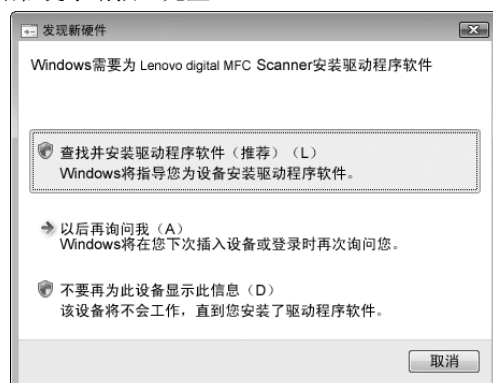 发现新硬件
Windows需要为 Lenovo digital MFC Scanner安装驱动程序软件
查找并安装驱动程序软件（推荐）（L）
Windows将指导您为设备安装驱动程序软件。
以后再询问我（A）
Windows将在您下次插入设备或登录时再次询问您。
不要再为此设备显示此信息（D）
该设备将不会工作，直到您安装了驱动程序软件。
取消